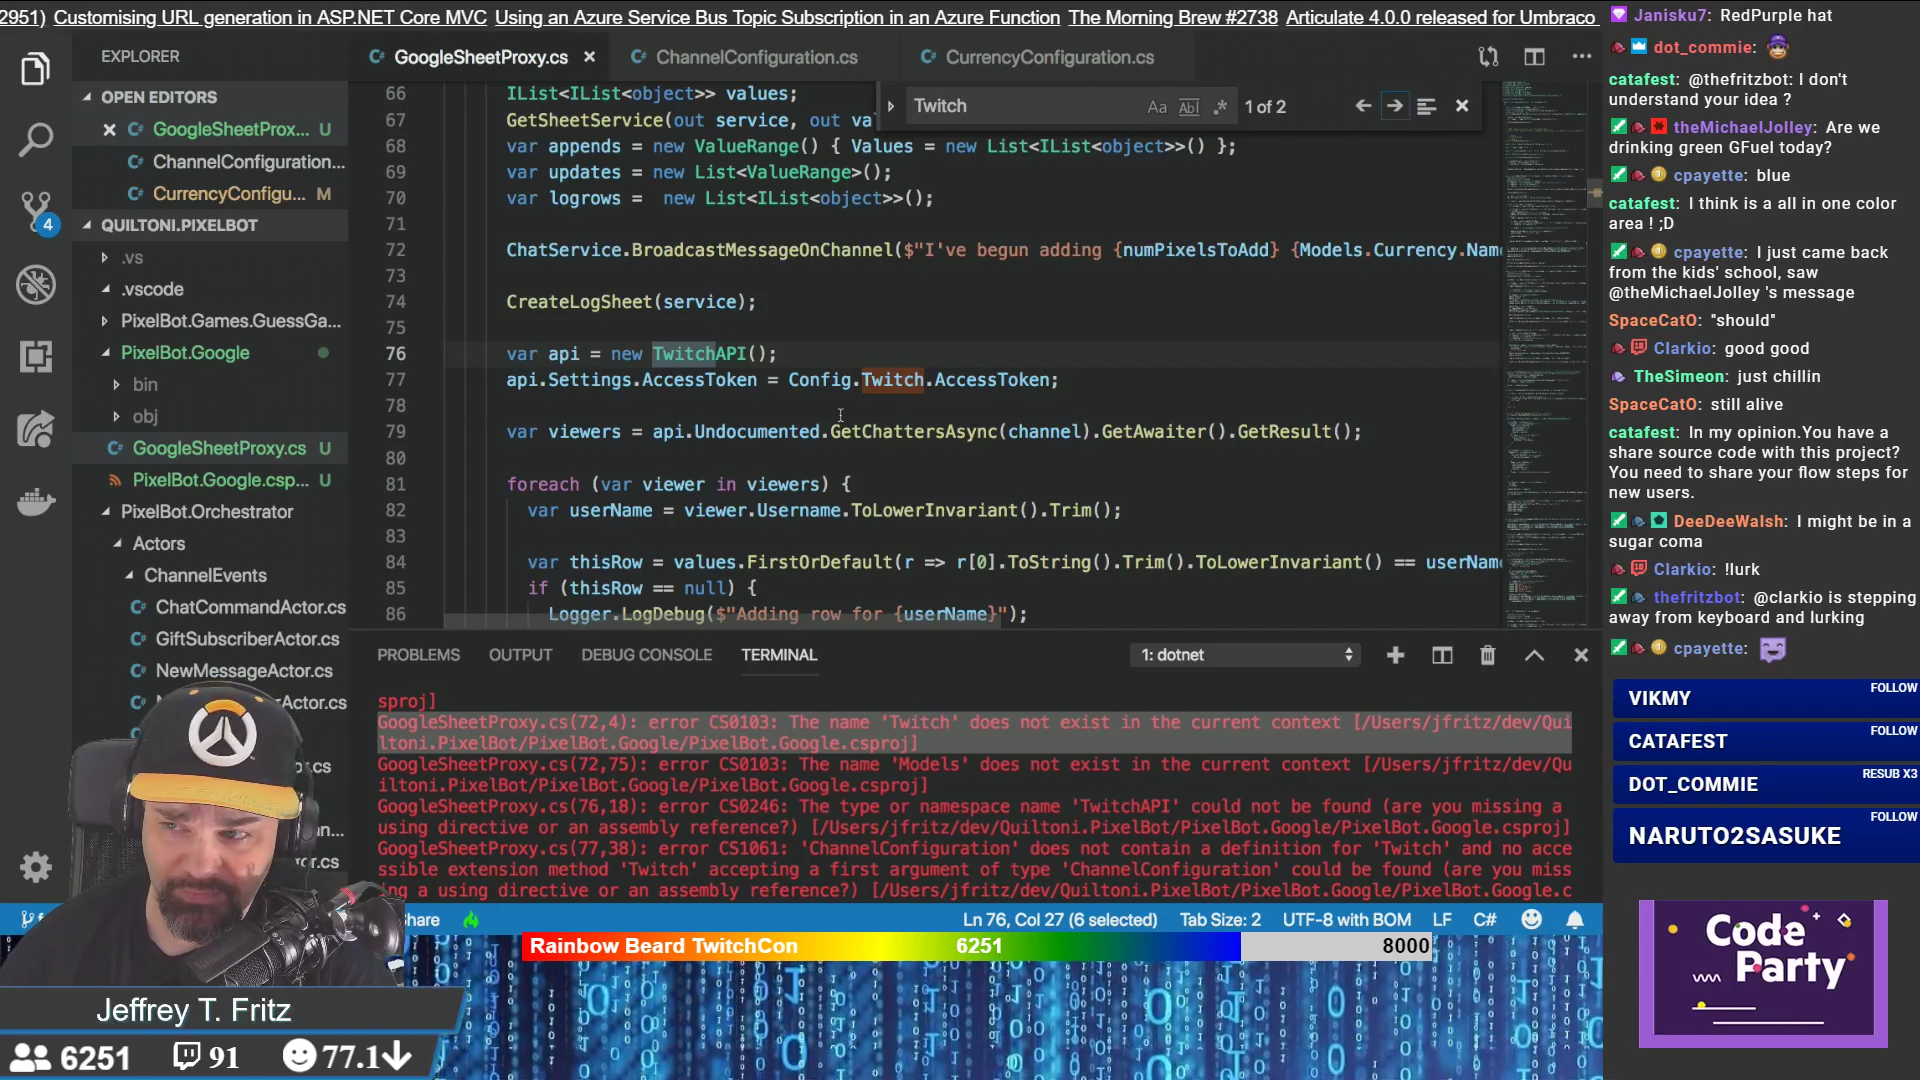 2951) Customising URL generation in ASP.NET Core MVC Using an Azure Service Bus Topic Subscription in an Azure Function The Morning Brew #2738 Articulate 4.0.0 released for Umbraco
EXPLORER
OPEN EDITORS
GoogleSheetProx... U
ChannelConfiguration...
CurrencyConfigu... M
QUILTONI.PIXELBOT
.vs
.vscode
PixelBot.Games.GuessGa...
PixelBot.Google
bin
obj
GoogleSheetProxy.cs U
PixelBot.Google.csp... U
PixelBot.Orchestrator
Actors
ChannelEvents
ChatCommandActor.cs
GiftSubscriberActor.cs
NewMessageActor.cs
4
GoogleSheetProxy.cs
ChannelConfiguration.cs
CurrencyConfiguration.cs
Twitch
Aa Abl .*
1 of 2
66 IList<IList<object>> values;
67 GetSheetService(out service, out va
68 var appends = new ValueRange() { Values = new List<IList<object>>() };
69 var updates = new List<ValueRange>();
70 var logrows =  new List<IList<object>>();
71
72 ChatService.BroadcastMessageOnChannel($"I've begun adding {numPixelsToAdd} {Models.Currency.Nam
73
74 CreateLogSheet(service);
75
76 var api = new TwitchAPI();
77 api.Settings.AccessToken = Config.Twitch.AccessToken;
78
79 var viewers = api.Undocumented.GetChattersAsync(channel).GetAwaiter().GetResult();
80
81 foreach (var viewer in viewers) {
82 var userName = viewer.Username.ToLowerInvariant().Trim();
83
84 var thisRow = values.FirstOrDefault(r => r[0].ToString().Trim().ToLowerInvariant() == userNam
85 if (thisRow == null) {
86 Logger.LogDebug($"Adding row for {userName}");
PROBLEMS OUTPUT DEBUG CONSOLE TERMINAL
1: dotnet
sproj]
GoogleSheetProxy.cs(72,4): error CS0103: The name 'Twitch' does not exist in the current context [/Users/jfritz/dev/Qui
ltoni.PixelBot/PixelBot.Google/PixelBot.Google.csproj]
GoogleSheetProxy.cs(72,75): error CS0103: The name 'Models' does not exist in the current context [/Users/jfritz/dev/Qu
iltoni.PixelBot/PixelBot.Google/PixelBot.Google.csproj]
GoogleSheetProxy.cs(76,18): error CS0246: The type or namespace name 'TwitchAPI' could not be found (are you missing a
using directive or an assembly reference?) [/Users/jfritz/dev/Quiltoni.PixelBot/PixelBot.Google/PixelBot.Google.csproj]
GoogleSheetProxy.cs(77,38): error CS1061: 'ChannelConfiguration' does not contain a definition for 'Twitch' and no acce
ssible extension method 'Twitch' accepting a first argument of type 'ChannelConfiguration' could be found (are you miss
ing a using directive or an assembly reference?) [/Users/jfritz/dev/Quiltoni.PixelBot/PixelBot.Google/PixelBot.Google.c
Ln 76, Col 27 (6 selected) Tab Size: 2 UTF-8 with BOM LF C#
Rainbow Beard TwitchCon 6251 8000
Jeffrey T. Fritz
6251 91 77.1
Janisku7: RedPurple hat
dot_commie:
catafest: @thefritzbot: I don't
understand your idea ?
theMichaelJolley: Are we
drinking green GFuel today?
cpayette: blue
catafest: I think is a all in one color
area ! ;D
cpayette: I just came back
from the kids' school, saw
@theMichaelJolley 's message
SpaceCatO: "should"
Clarkio: good good
TheSimeon: just chillin
SpaceCatO: still alive
catafest: In my opinion.You have a
share source code with this project?
You need to share your flow steps for
new users.
DeeDeeWalsh: I might be in a
sugar coma
Clarkio: !lurk
thefritzbot: @clarkio is stepping
away from keyboard and lurking
cpayette:
VIKMY FOLLOW
CATAFEST FOLLOW
DOT_COMMIE RESUB X3
NARUTO2SASUKE FOLLOW
Code
Party